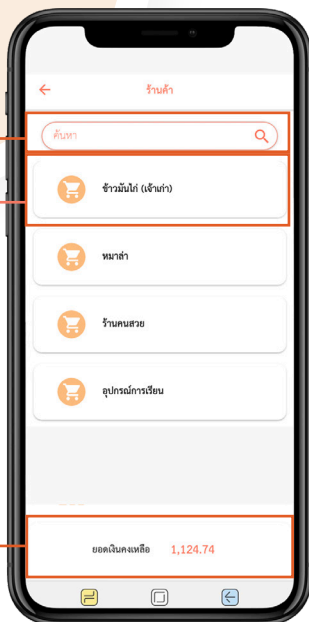 ร้านค้า
ค้นหา
ข้าวมันไก่ (เจ้าเก่า)
หมาล่า
ร้านคนสวย
อุปกรณ์การเรียน
ยอดเงินคงเหลือ 1,124.74